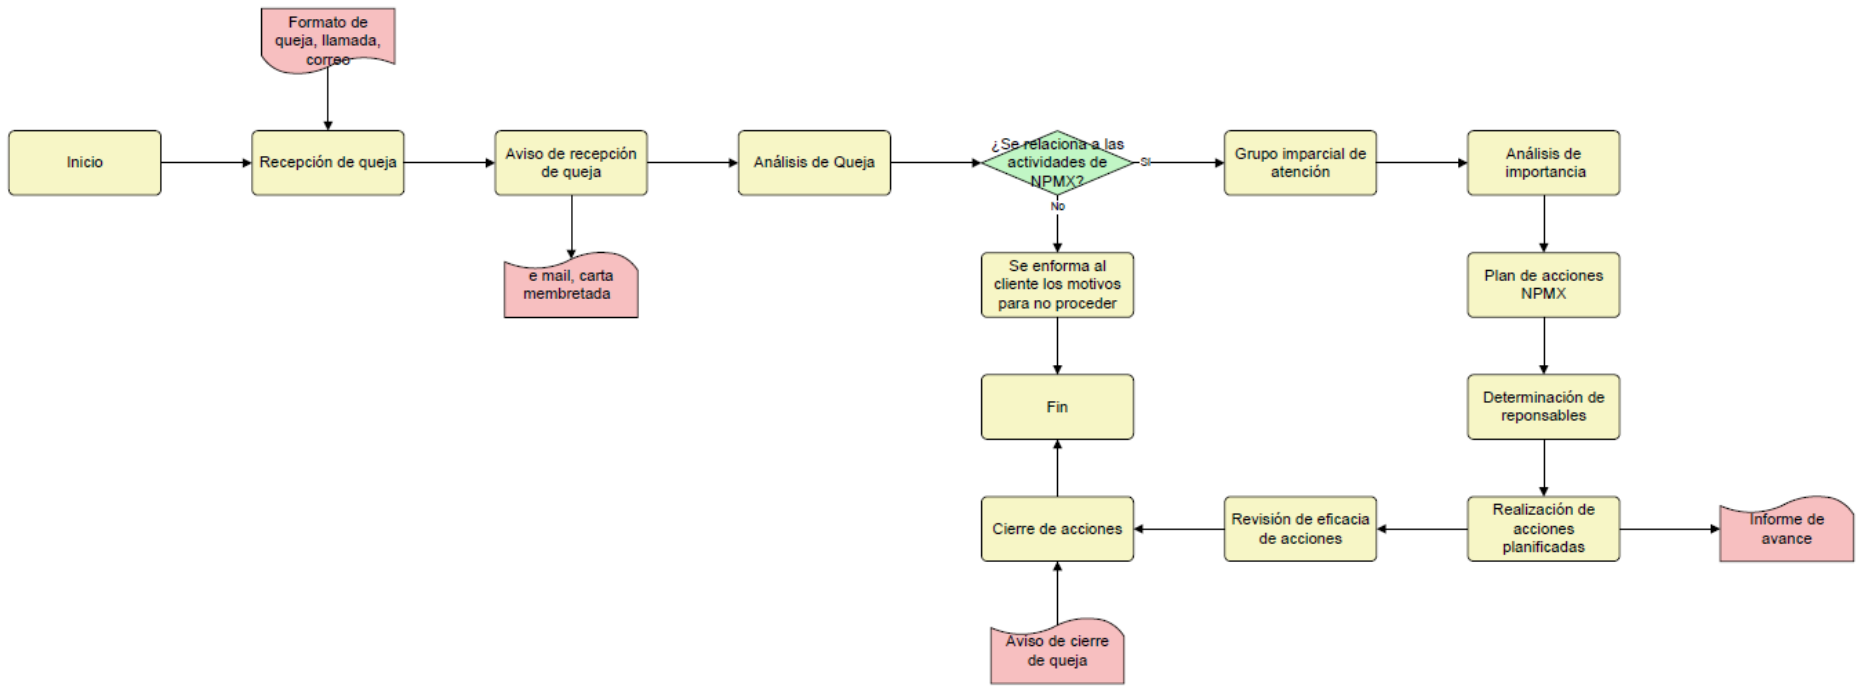 Formato de
queja, llamada,
correo
Inicio
Recepción de queja
Aviso de recepción
de queja
Análisis de Queja
¿Se relaciona a las
actividades de
NPMX?
SI
Grupo imparcial de
atención
Análisis de
importancia
No
e mail, carta
membretada
Se enforma al
cliente los motivos
para no proceder
Plan de acciones
NPMX
Fin
Determinación de
reponsables
Cierre de acciones
Revisión de eficacia
de acciones
Realización de
acciones
planificadas
Informe de
avance
Aviso de cierre
de queja